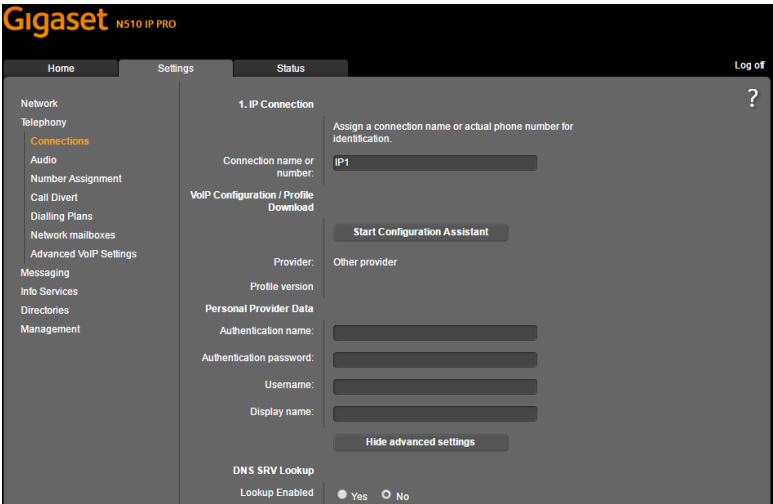 Gigaset N510 IP PRO
Home Settings Status Log off
Network
Telephony
Connections
Audio
Number Assignment
Call Divert
Dialling Plans
Network mailboxes
Advanced VoIP Settings
Messaging
Info Services
Directories
Management
?
1. IP Connection
Assign a connection name or actual phone number for
identification.
Connection name or
number:
IP1
VoIP Configuration / Profile
Download
Start Configuration Assistant
Provider: Other provider
Profile version
Personal Provider Data
Authentication name:
Authentication password:
Username:
Display name:
Hide advanced settings
DNS SRV Lookup
Lookup Enabled Yes No